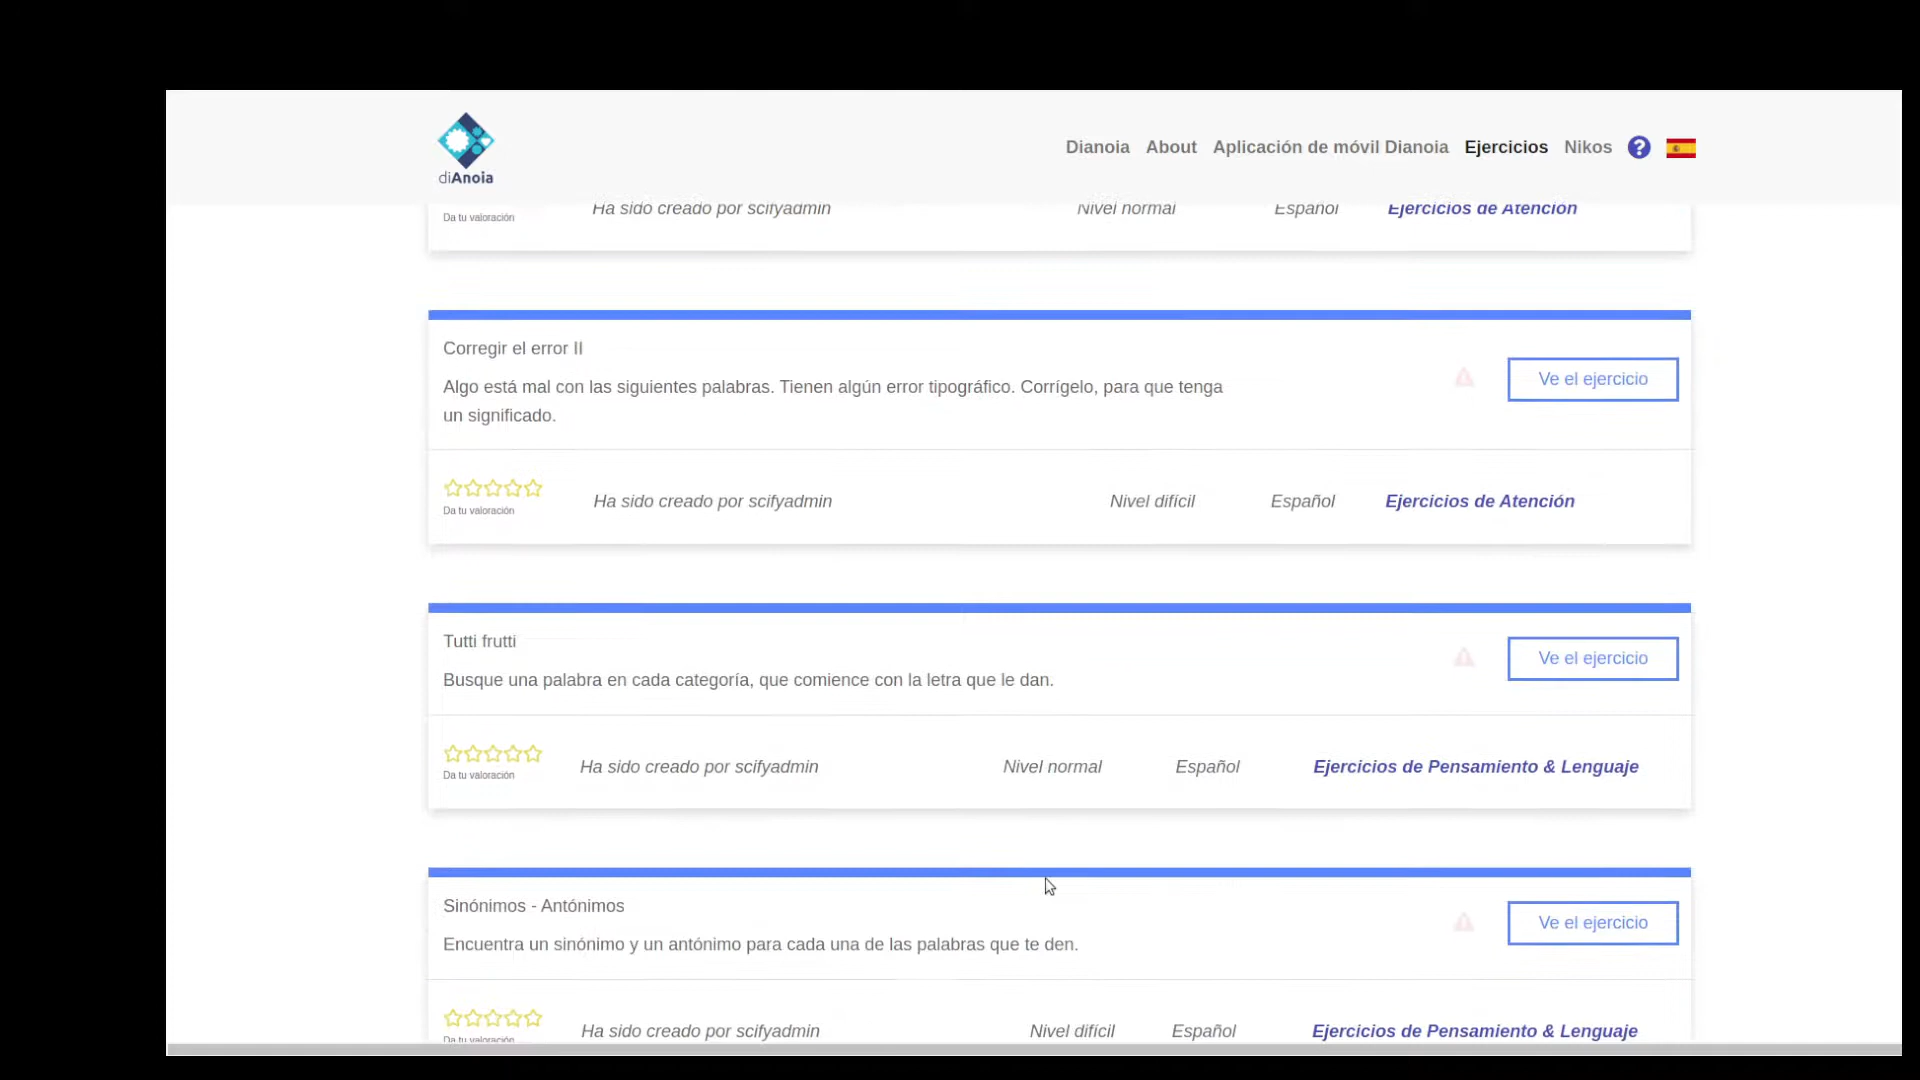 diAnoia
Dianoia About Aplicación de móvil Dianoia Ejercicios Nikos ?
Da tu valoración Ha sido creado por scifyadmin Nivel normal Español Ejercicios de Atención
Corregir el error II
Ve el ejercicio
Algo está mal con las siguientes palabras. Tienen algún error tipográfico. Corrígelo, para que tenga
un significado.
Ha sido creado por scifyadmin Nivel difícil Español Ejercicios de Atención
Da tu valoración
Tutti frutti
Ve el ejercicio
Busque una palabra en cada categoría, que comience con la letra que le dan.
Ha sido creado por scifyadmin Nivel normal Español Ejercicios de Pensamiento & Lenguaje
Da tu valoración
Sinónimos - Antónimos
Ve el ejercicio
Encuentra un sinónimo y un antónimo para cada una de las palabras que te den.
Ha sido creado por scifyadmin Nivel difícil Español Ejercicios de Pensamiento & Lenguaje
Da tu valoración